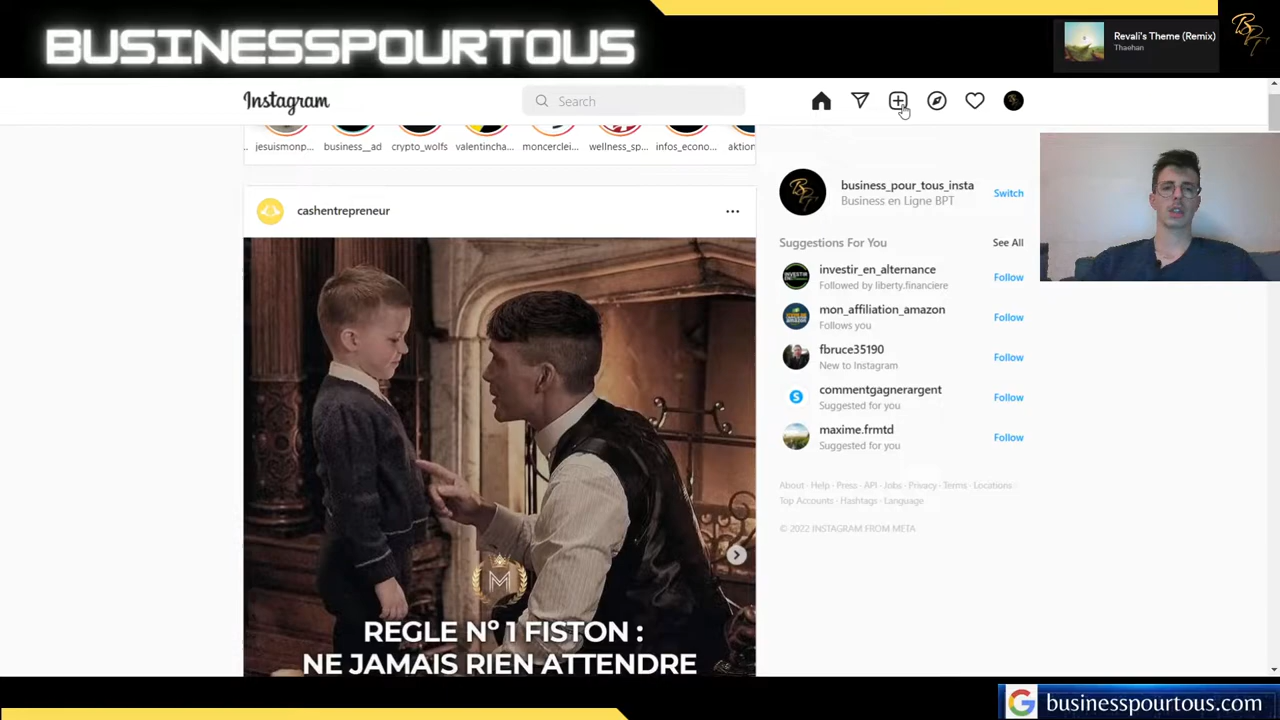 BUSINESSPOURTOUS
Revali's Theme (Remix)
Thaehan
Instagram
Search
jesuismonp...
business__ad
crypto_wolfs
valentincha...
moncerclei...
wellness_sp...
infos_econo...
aktion
cashentrepreneur
REGLE Nº 1 FISTON :
NE JAMAIS RIEN ATTENDRE
business_pour_tous_insta
Switch
Business en Ligne BPT
Suggestions For You
See All
investir_en_alternance
Followed by liberty.financiere
Follow
mon_affiliation_amazon
Follows you
Follow
fbruce35190
New to Instagram
Follow
commentgagnerargent
Suggested for you
Follow
maxime.frmtd
Suggested for you
Follow
About · Help · Press · API · Jobs · Privacy · Terms · Locations ·
Top Accounts · Hashtags · Language
© 2022 INSTAGRAM FROM META
businesspourtous.com